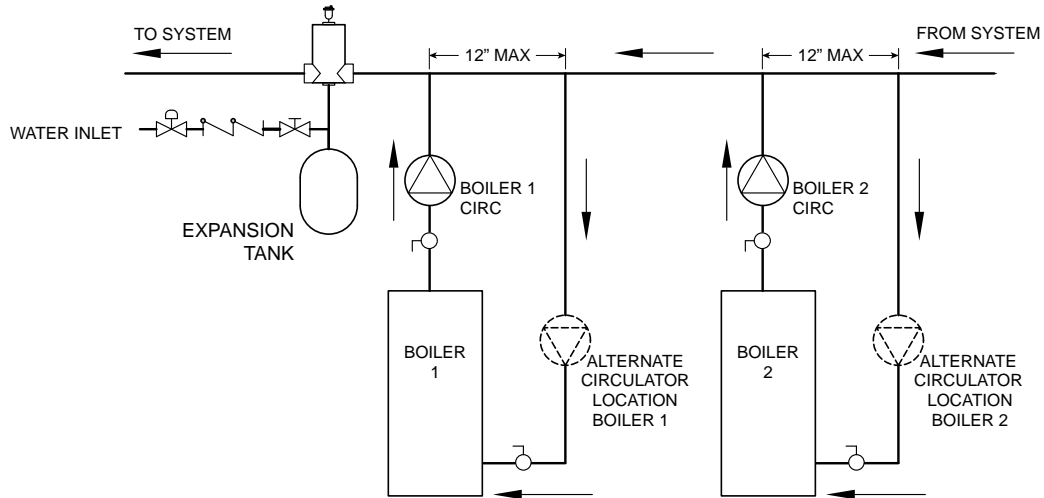 TO SYSTEM
12” MAX
12” MAX
FROM SYSTEM
WATER INLET
EXPANSION
TANK
BOILER 1
CIRC
BOILER 2
CIRC
BOILER
1
ALTERNATE
CIRCULATOR
LOCATION
BOILER 1
BOILER
2
ALTERNATE
CIRCULATOR
LOCATION
BOILER 2